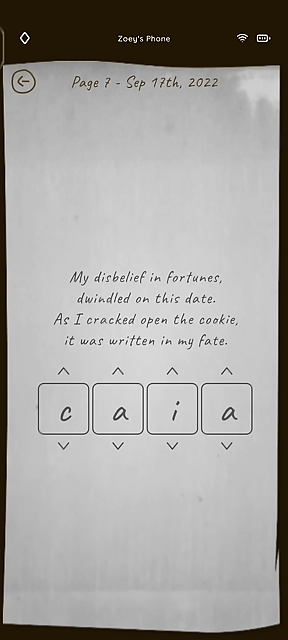 Zoey's Phone
Page 7 - Sep 17th, 2022
My disbelief in fortunes,
dwindled on this date.
As I cracked open the cookie,
it was written in my fate.
c a i a